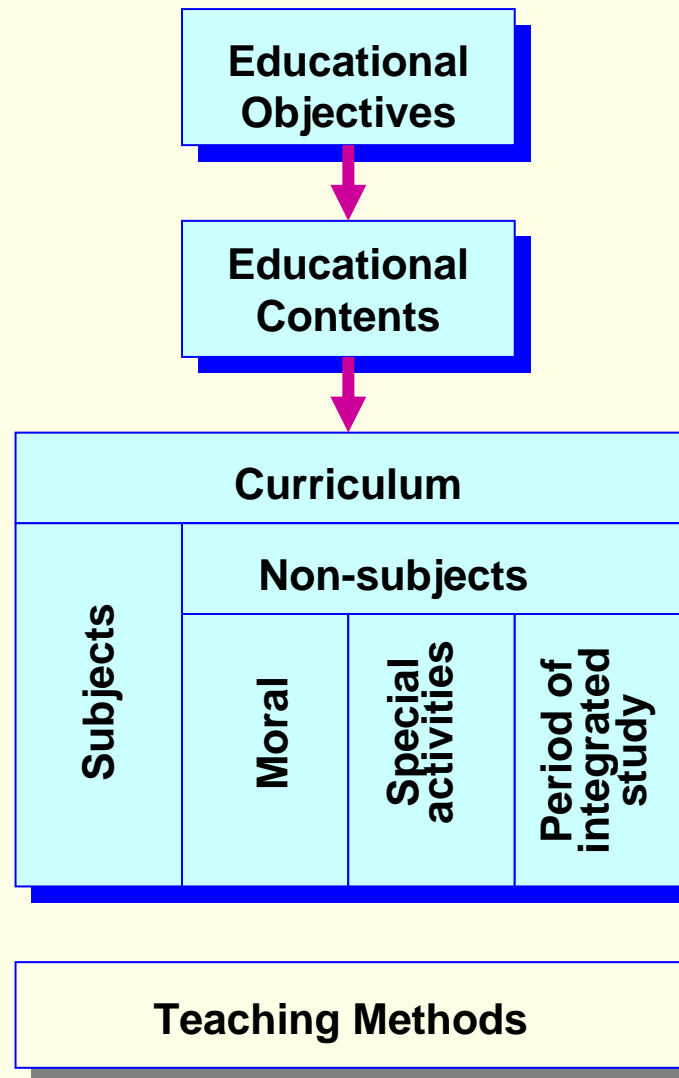 Educational
Objectives
Educational
Contents
Curriculum
Non-subjects
Subjects
Moral
Special
activities
Period of
integrated
study
Teaching Methods